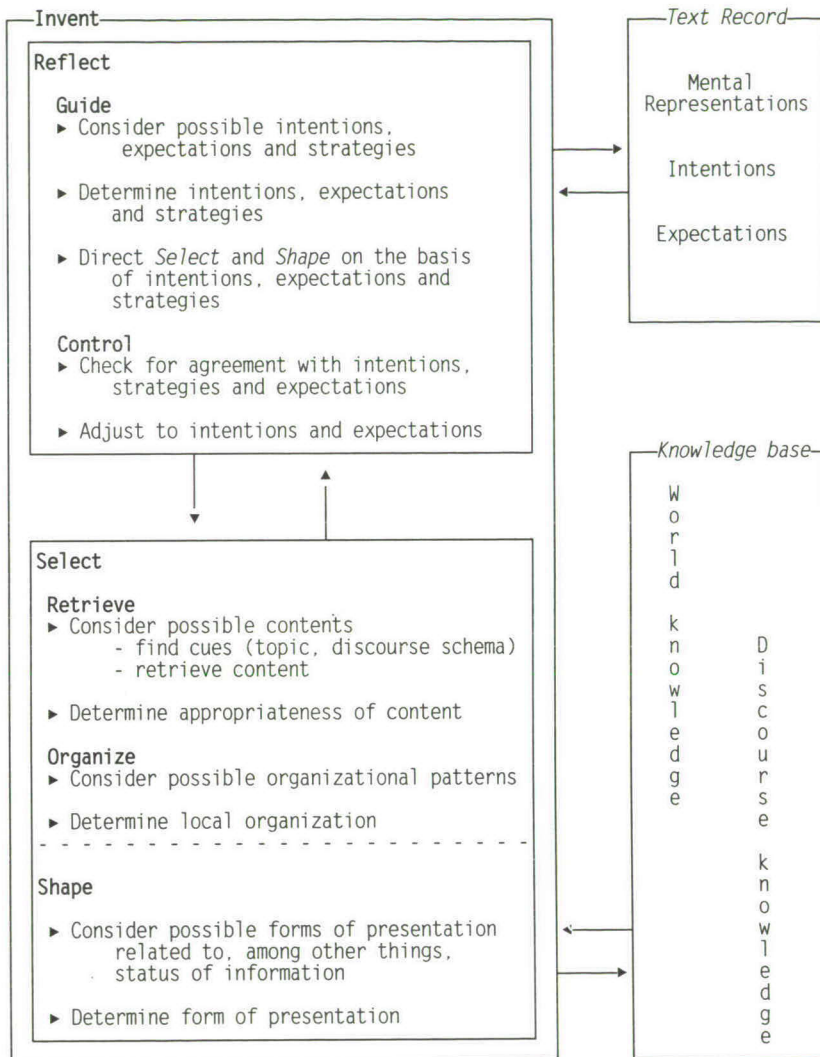 Invent
Reflect
Guide
► Consider possible intentions,
expectations and strategies
► Determine intentions, expectations
and strategies
► Direct Select and Shape on the basis
of intentions, expectations and
strategies
Control
► Check for agreement with intentions,
strategies and expectations
► Adjust to intentions and expectations
Select
Retrieve
► Consider possible contents
- find cues (topic, discourse schema)
- retrieve content
► Determine appropriateness of content
Organize
► Consider possible organizational patterns
► Determine local organization
Shape
► Consider possible forms of presentation
related to, among other things,
status of information
► Determine form of presentation
Text Record
Mental
Representations
Intentions
Expectations
Knowledge base
World knowledge
Discourse knowledge